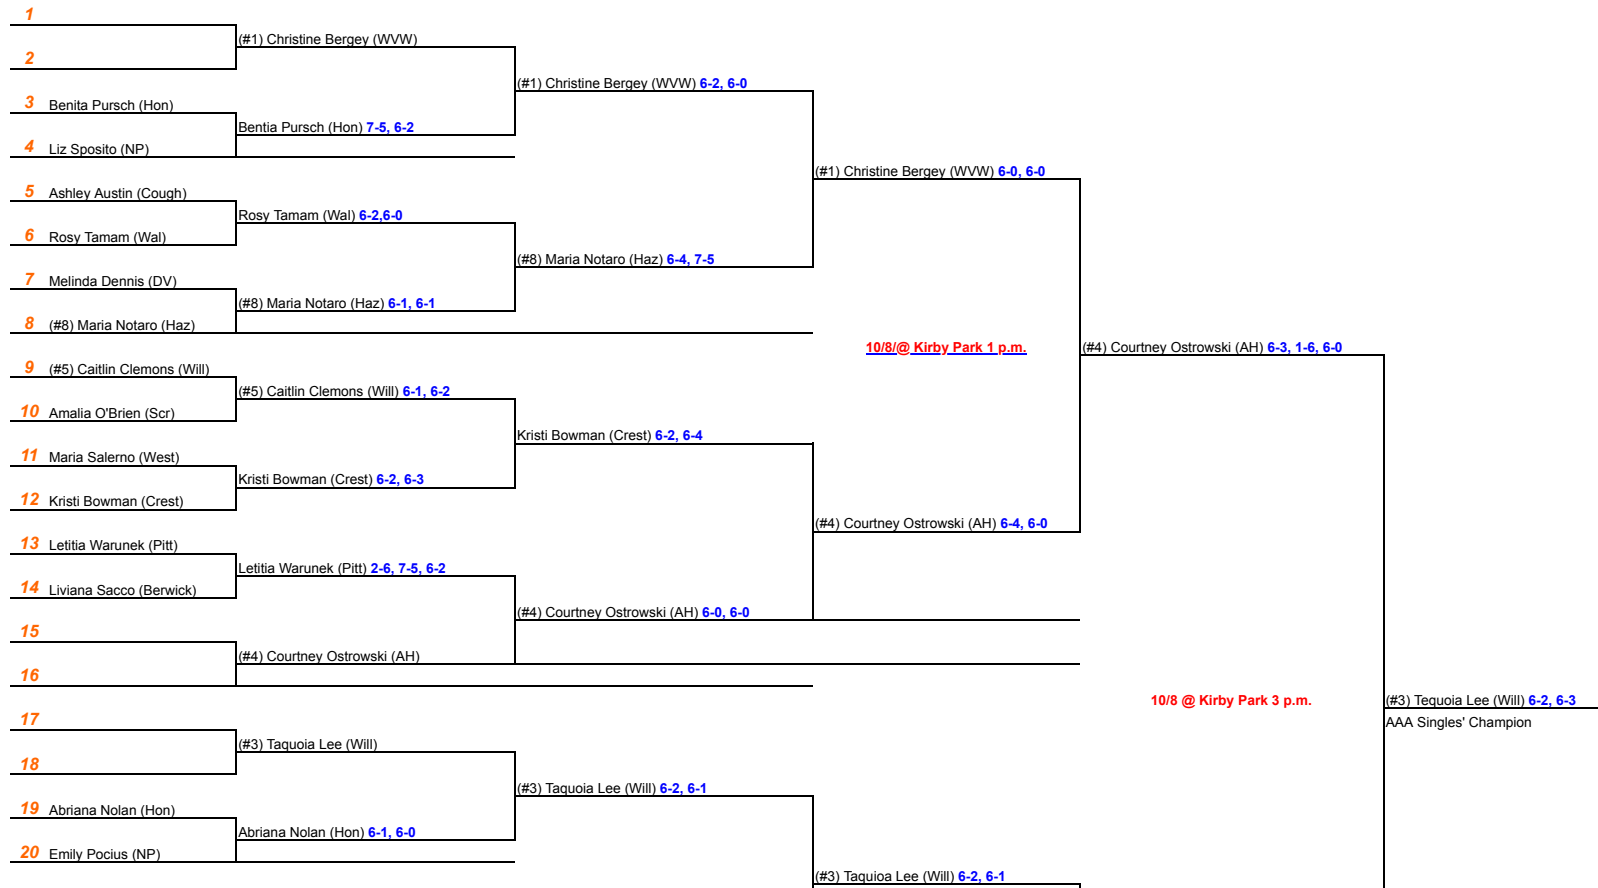 1
(#1) Christine Bergey (WVW)
2
(#1) Christine Bergey (WVW) 6-2, 6-0
3 Benita Pursch (Hon)
Bentia Pursch (Hon) 7-5, 6-2
4 Liz Sposito (NP)
(#1) Christine Bergey (WVW) 6-0, 6-0
5 Ashley Austin (Cough)
Rosy Tamam (Wal) 6-2,6-0
6 Rosy Tamam (Wal)
(#8) Maria Notaro (Haz) 6-4, 7-5
7 Melinda Dennis (DV)
(#8) Maria Notaro (Haz) 6-1, 6-1
8 (#8) Maria Notaro (Haz)
10/8/@ Kirby Park 1 p.m.
(#4) Courtney Ostrowski (AH) 6-3, 1-6, 6-0
9 (#5) Caitlin Clemons (Will)
(#5) Caitlin Clemons (Will) 6-1, 6-2
10 Amalia O'Brien (Scr)
Kristi Bowman (Crest) 6-2, 6-4
11 Maria Salerno (West)
Kristi Bowman (Crest) 6-2, 6-3
12 Kristi Bowman (Crest)
(#4) Courtney Ostrowski (AH) 6-4, 6-0
13 Letitia Warunek (Pitt)
Letitia Warunek (Pitt) 2-6, 7-5, 6-2
14 Liviana Sacco (Berwick)
(#4) Courtney Ostrowski (AH) 6-0, 6-0
15
(#4) Courtney Ostrowski (AH)
16
10/8 @ Kirby Park 3 p.m.
(#3) Tequoia Lee (Will) 6-2, 6-3
AAA Singles' Champion
17
(#3) Taquoia Lee (Will)
18
(#3) Taquoia Lee (Will) 6-2, 6-1
19 Abriana Nolan (Hon)
Abriana Nolan (Hon) 6-1, 6-0
20 Emily Pocius (NP)
(#3) Taquioa Lee (Will) 6-2, 6-1